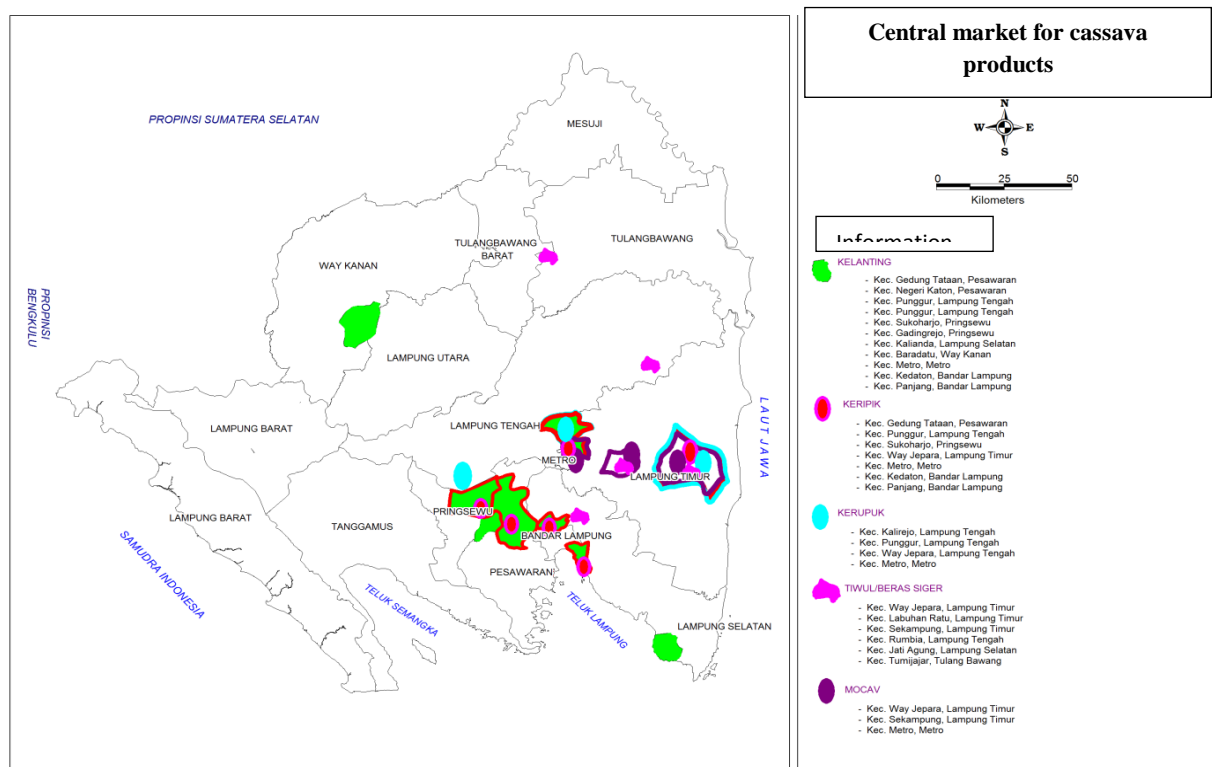 Central market for cassava
products
PROPINSI SUMATERA SELATAN
MESUJI
TULANGBAWANG
BARAT
TULANGBAWANG
WAY KANAN
PROPINSI
BENGKULU
LAMPUNG UTARA
LAMPUNG BARAT
LAMPUNG TENGAH
METRO
LAMPUNG TIMUR
LAUT JAWA
LAMPUNG BARAT
TANGGAMUS
PRINGSEWU
BANDAR LAMPUNG
PESAWARAN
SAMUDRA INDONESIA
TELUK SEMANGKA
TELUK LAMPUNG
LAMPUNG SELATAN
N
W E
S
0 25 50
Kilometers
Information
KELANTING
- Kec. Gedung Tataan, Pesawaran
- Kec. Negeri Katon, Pesawaran
- Kec. Punggur, Lampung Tengah
- Kec. Punggur, Lampung Tengah
- Kec. Sukoharjo, Pringsewu
- Kec. Gadingrejo, Pringsewu
- Kec. Kalianda, Lampung Selatan
- Kec. Baradatu, Way Kanan
- Kec. Metro, Metro
- Kec. Kedaton, Bandar Lampung
- Kec. Panjang, Bandar Lampung
KERIPIK
- Kec. Gedung Tataan, Pesawaran
- Kec. Punggur, Lampung Tengah
- Kec. Sukoharjo, Pringsewu
- Kec. Way Jepara, Lampung Timur
- Kec. Metro, Metro
- Kec. Kedaton, Bandar Lampung
- Kec. Panjang, Bandar Lampung
KERUPUK
- Kec. Kalirejo, Lampung Tengah
- Kec. Punggur, Lampung Tengah
- Kec. Way Jepara, Lampung Tengah
- Kec. Metro, Metro
TIWUL/BERAS SIGER
- Kec. Way Jepara, Lampung Timur
- Kec. Labuhan Ratu, Lampung Timur
- Kec. Sekampung, Lampung Timur
- Kec. Rumbia, Lampung Tengah
- Kec. Jati Agung, Lampung Selatan
- Kec. Tumijajar, Tulang Bawang
MOCAV
- Kec. Way Jepara, Lampung Timur
- Kec. Sekampung, Lampung Timur
- Kec. Metro, Metro